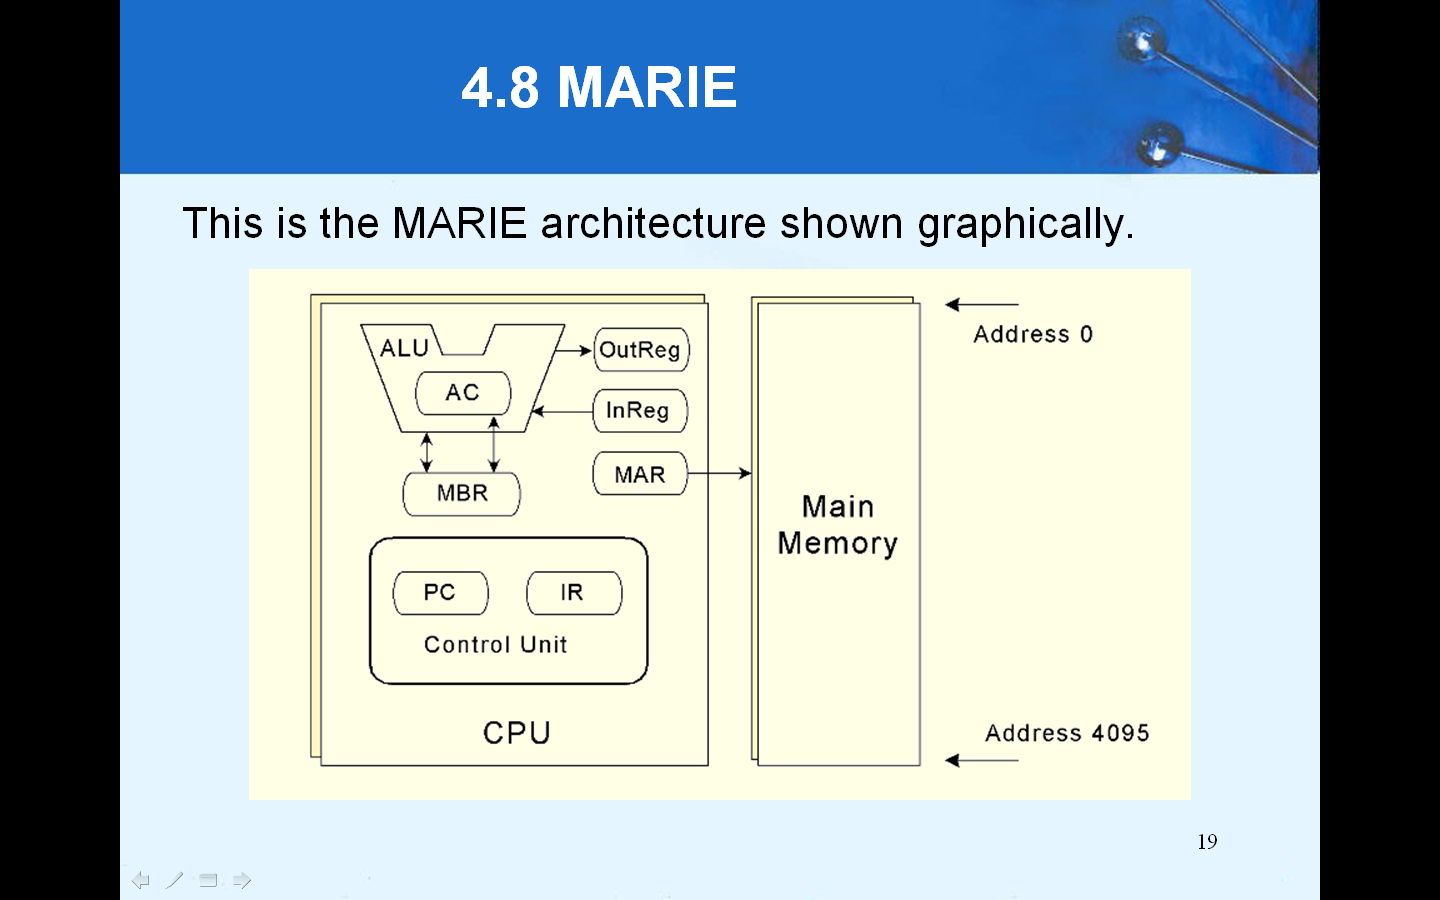 4.8 MARIE
This is the MARIE architecture shown graphically.
ALU
OutReg
AC
InReg
MBR
MAR
PC
IR
Control Unit
CPU
Main
Memory
Address 0
Address 4095
19